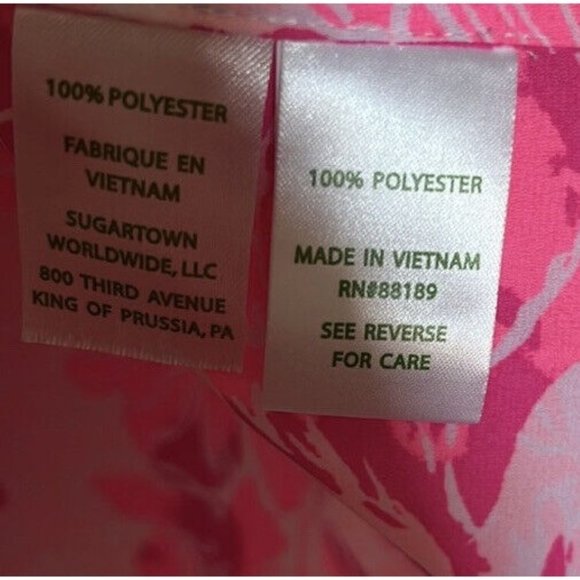 100% POLYESTER
FABRIQUE EN
VIETNAM
SUGARTOWN
WORLDWIDE, LLC
800 THIRD AVENUE
KING OF PRUSSIA, PA
100% POLYESTER
MADE IN VIETNAM
RN#88189
SEE REVERSE
FOR CARE